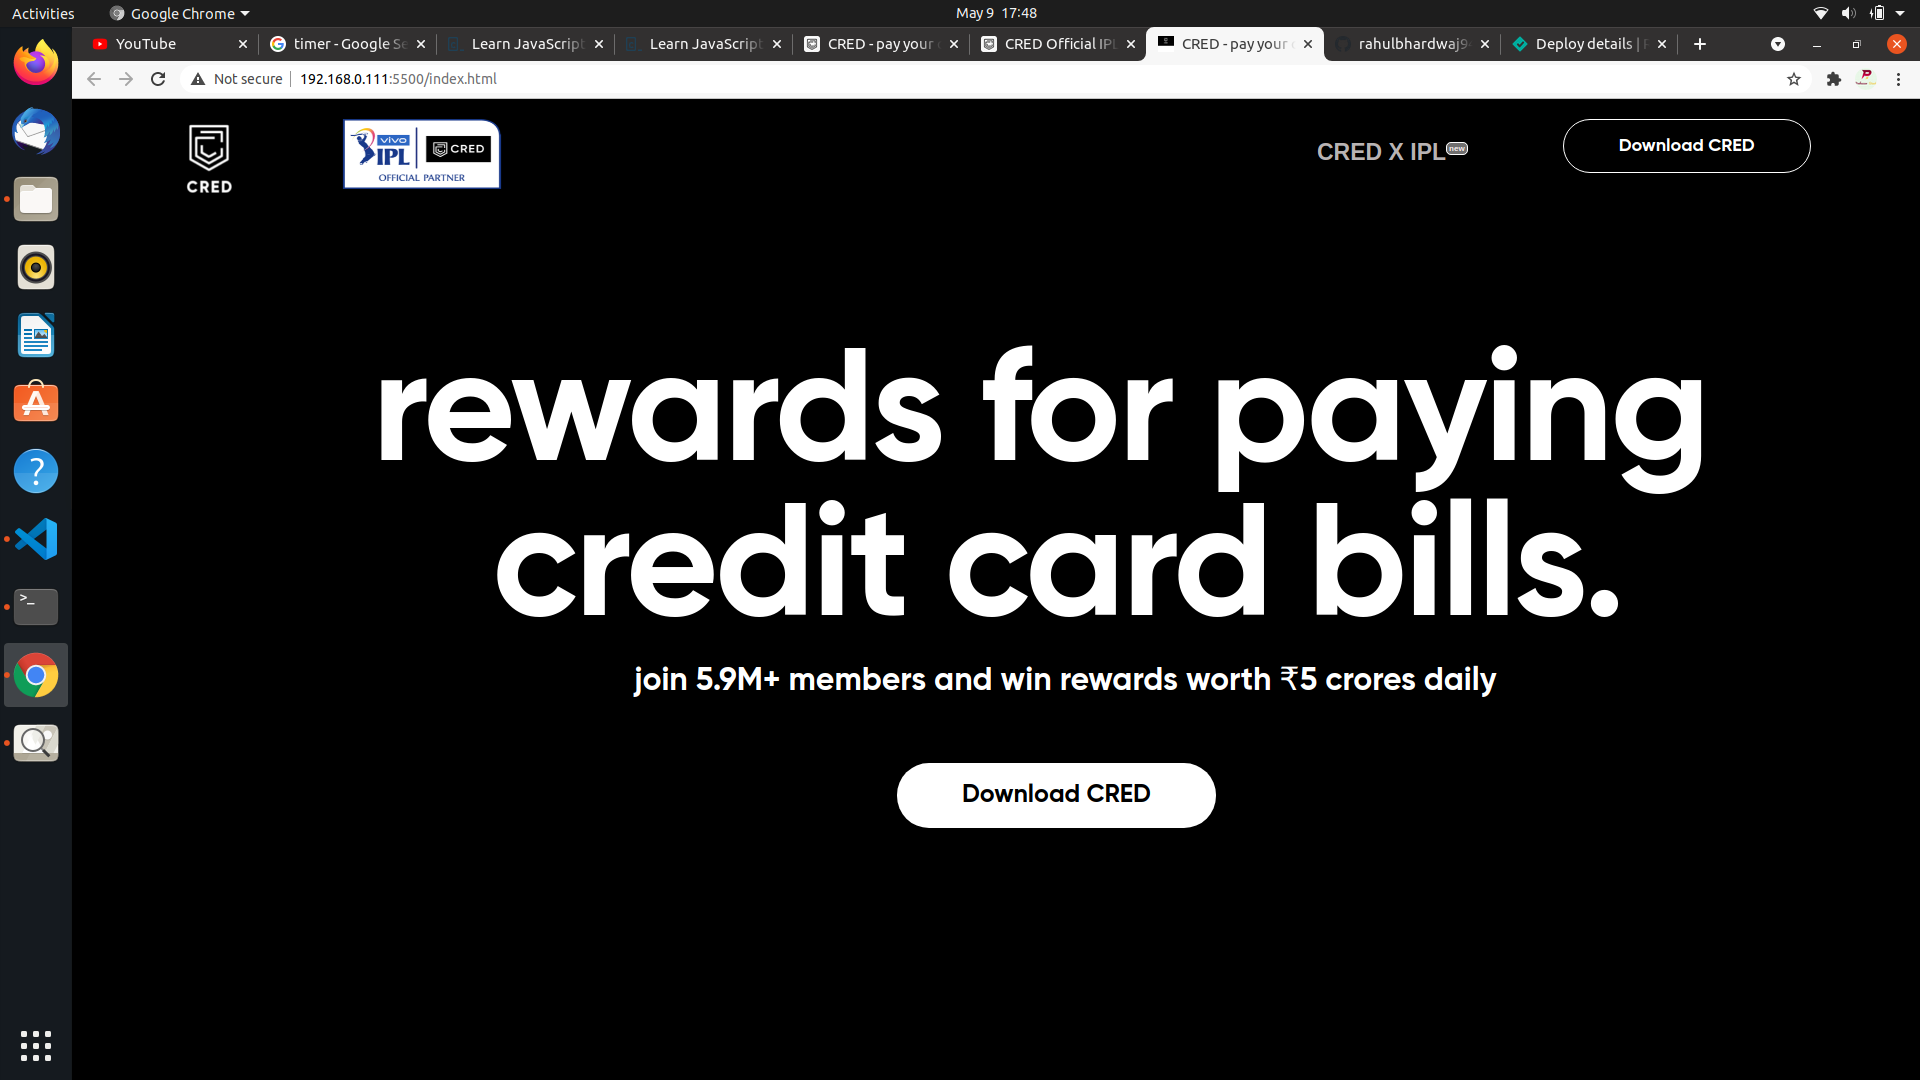 Activities
Google Chrome
May 9 17:48
YouTube
timer - Google Se
Learn JavaScript
Learn JavaScript
CRED - pay your c
CRED Official IPL
CRED - pay your c
rahulbhardwaj94
Deploy details |
Not secure
192.168.0.111:5500/index.html
CRED
vivo
IPL
CRED
OFFICIAL PARTNER
CRED X IPL new
Download CRED
rewards for paying
credit card bills.
join 5.9M+ members and win rewards worth ₹5 crores daily
Download CRED